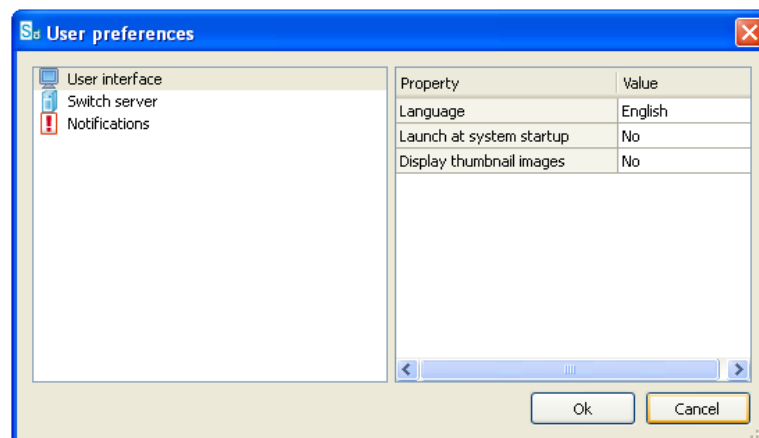 Sd User preferences
User interface
Switch server
Notifications
Property Value
Language English
Launch at system startup No
Display thumbnail images No
Ok Cancel